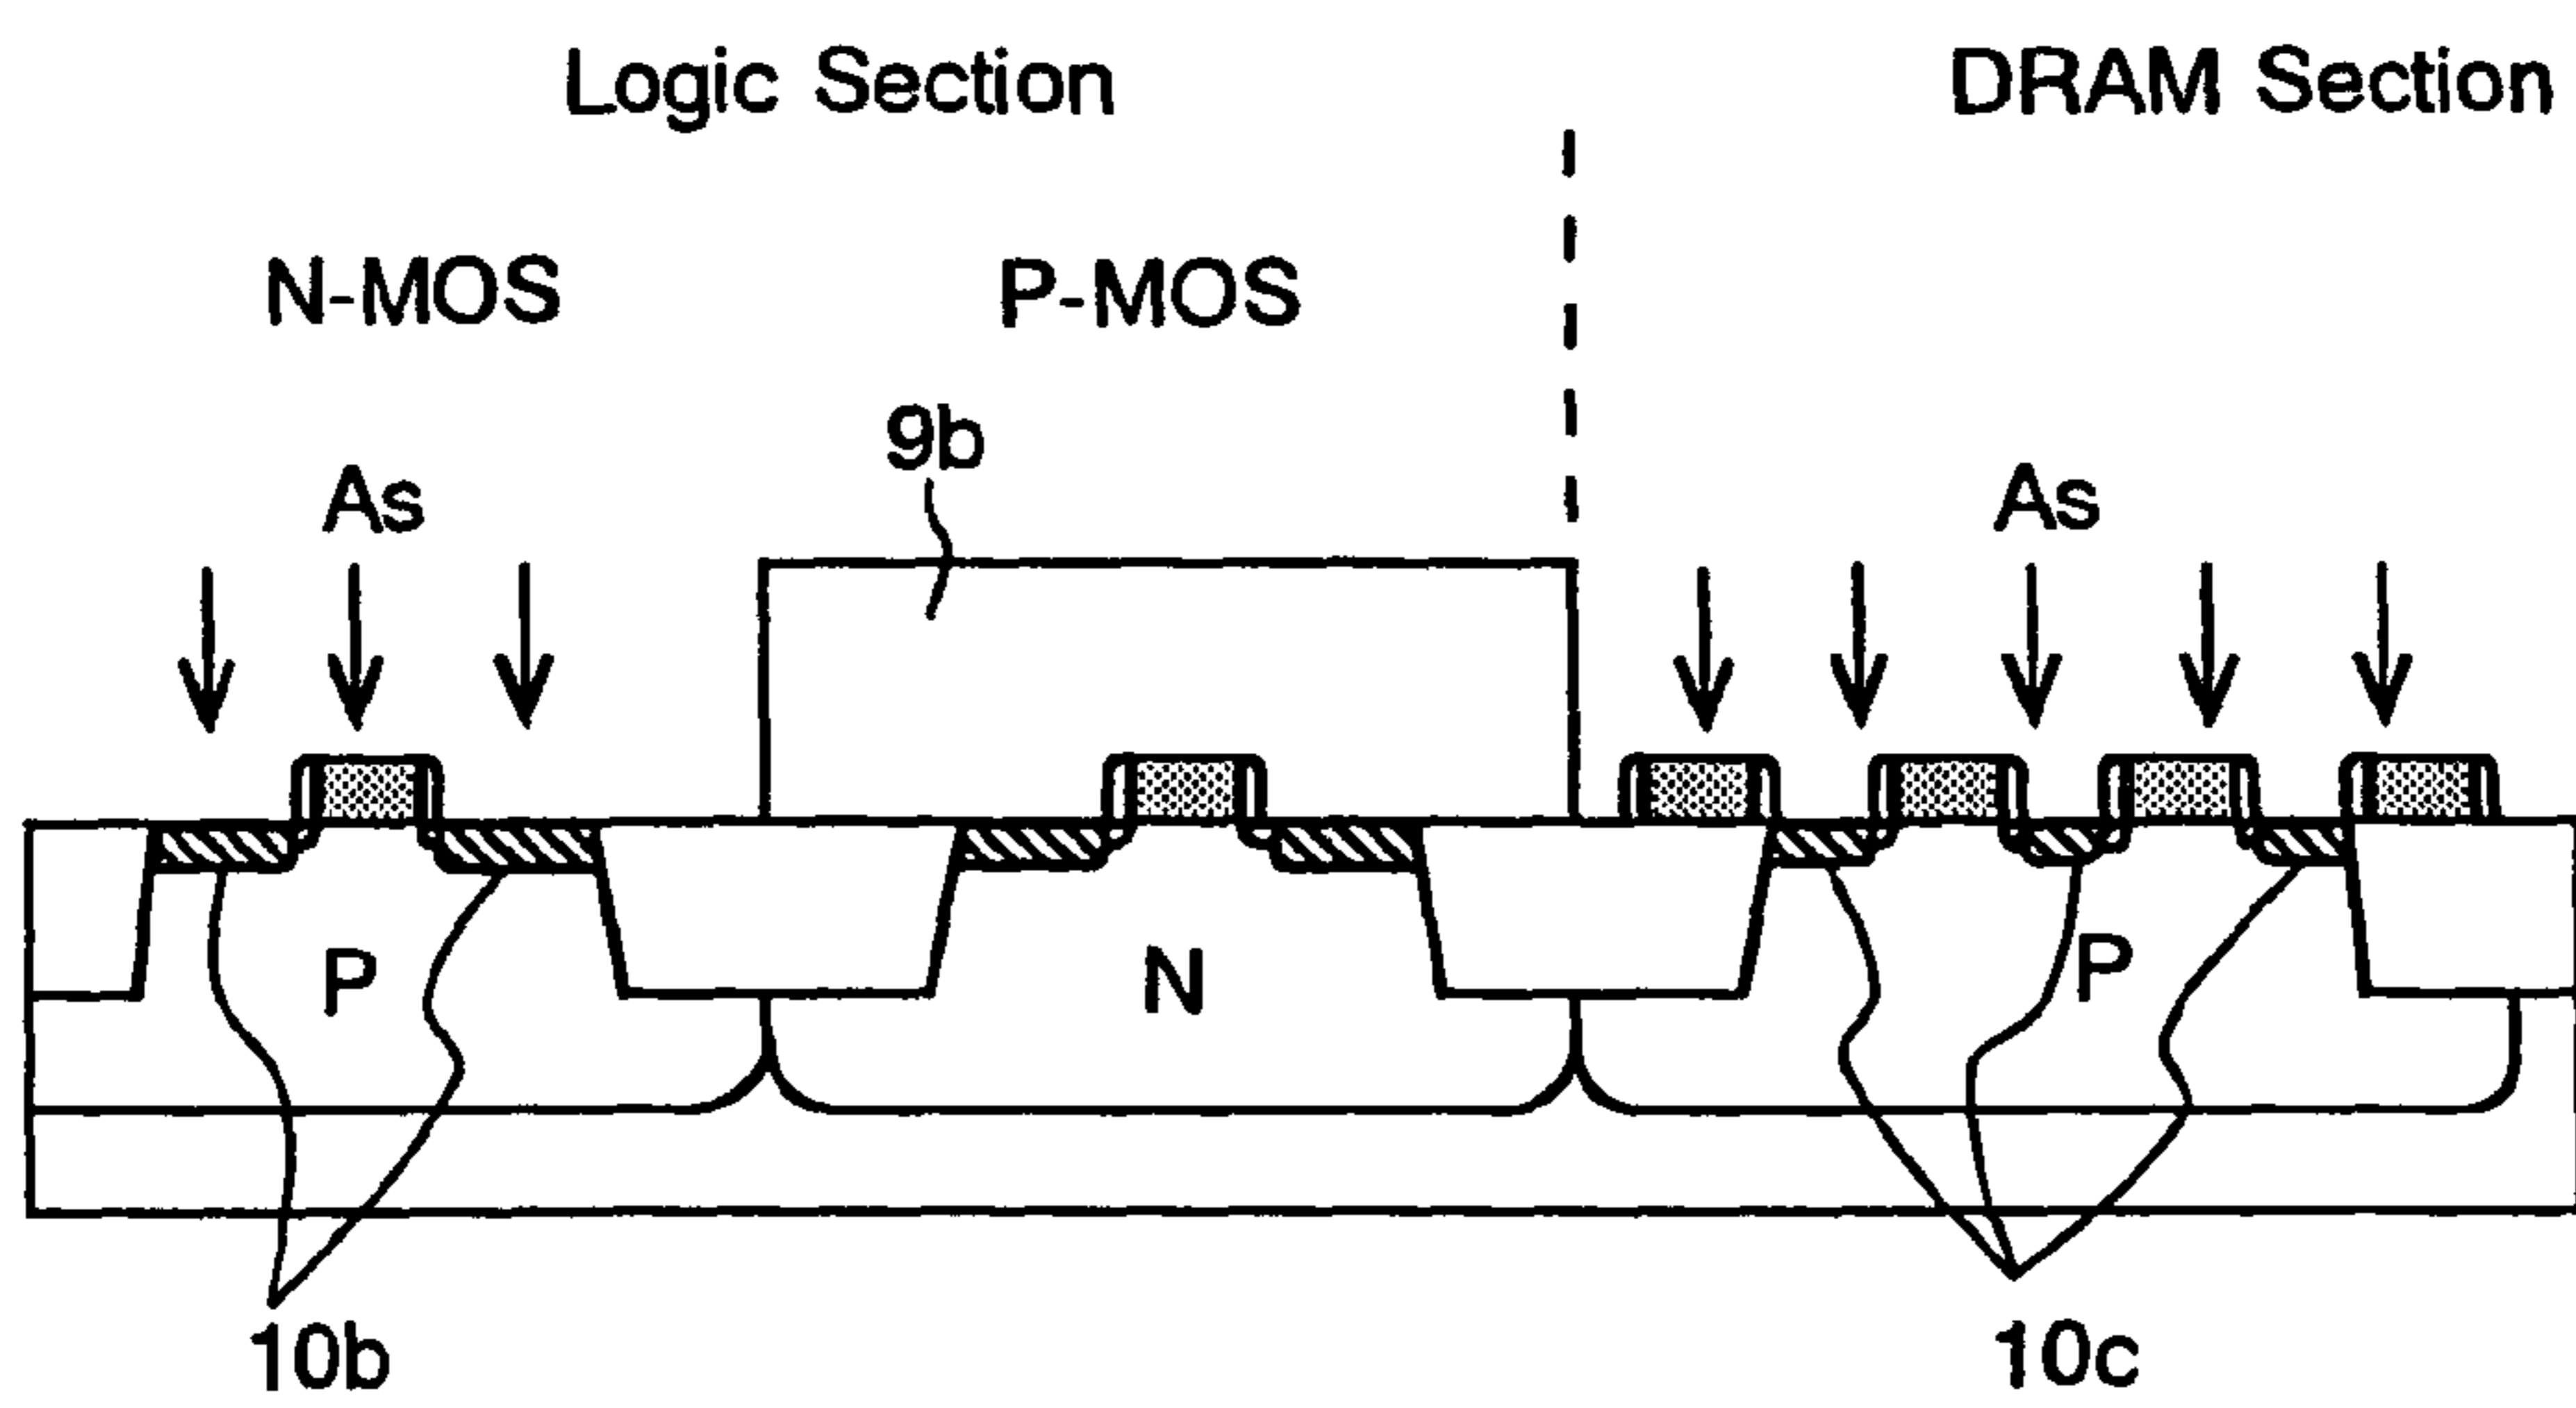 Logic Section
DRAM Section
N-MOS
P-MOS
9b
As
As
P
N
P
10b
10c